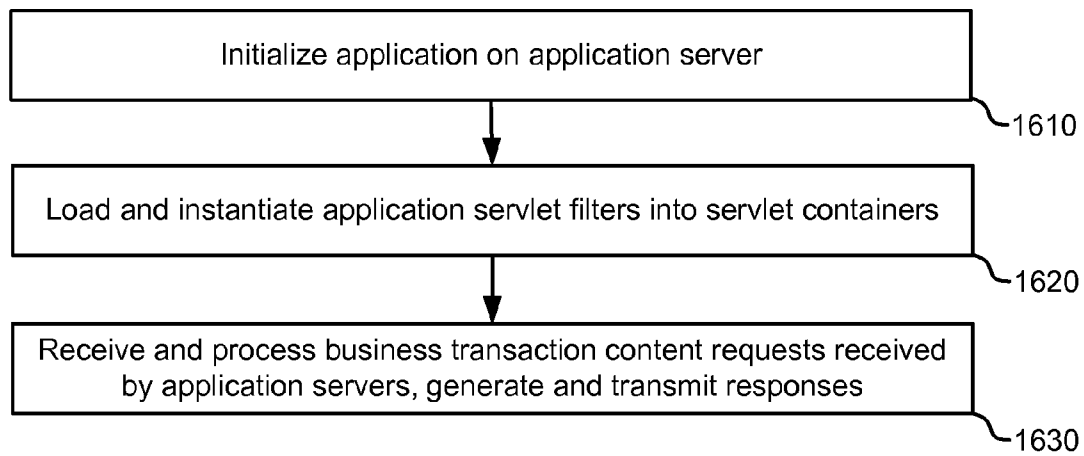 Initialize application on application server
1610
Load and instantiate application servlet filters into servlet containers
1620
Receive and process business transaction content requests received
by application servers, generate and transmit responses
1630